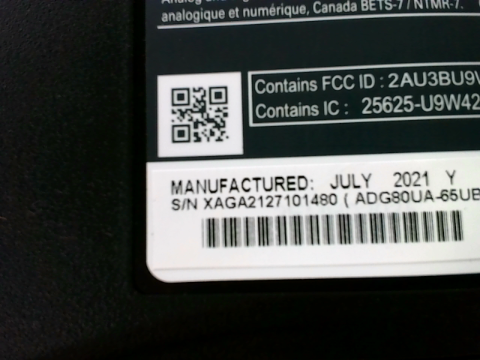 analogique et numérique, Canada BETS-7 / NTMR-7.
Contains FCC ID : 2AU3BU9
Contains IC : 25625-U9W42
MANUFACTURED: JULY 2021 Y
S/N XAGA2127101480 ( ADG80UA-65UB